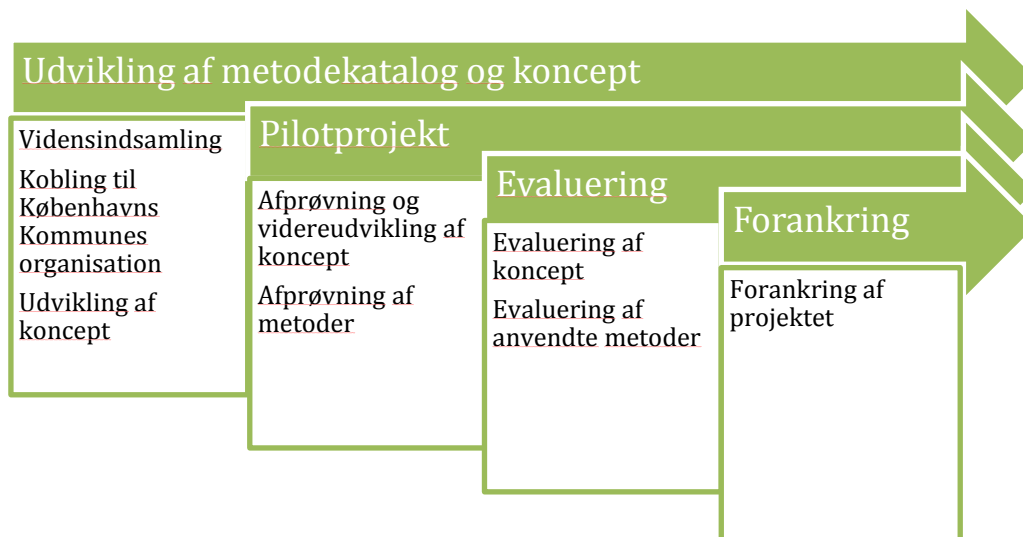 Udvikling af metodekatalog og koncept
Vidensindsamling
Kobling til
Københavns
Kommunes
organisation
Udvikling af
koncept
Pilotprojekt
Afprøvning og
videreudvikling af
koncept
Afprøvning af
metoder
Evaluering
Evaluering af
koncept
Evaluering af
anvendte metoder
Forankring
Forankring af
projektet